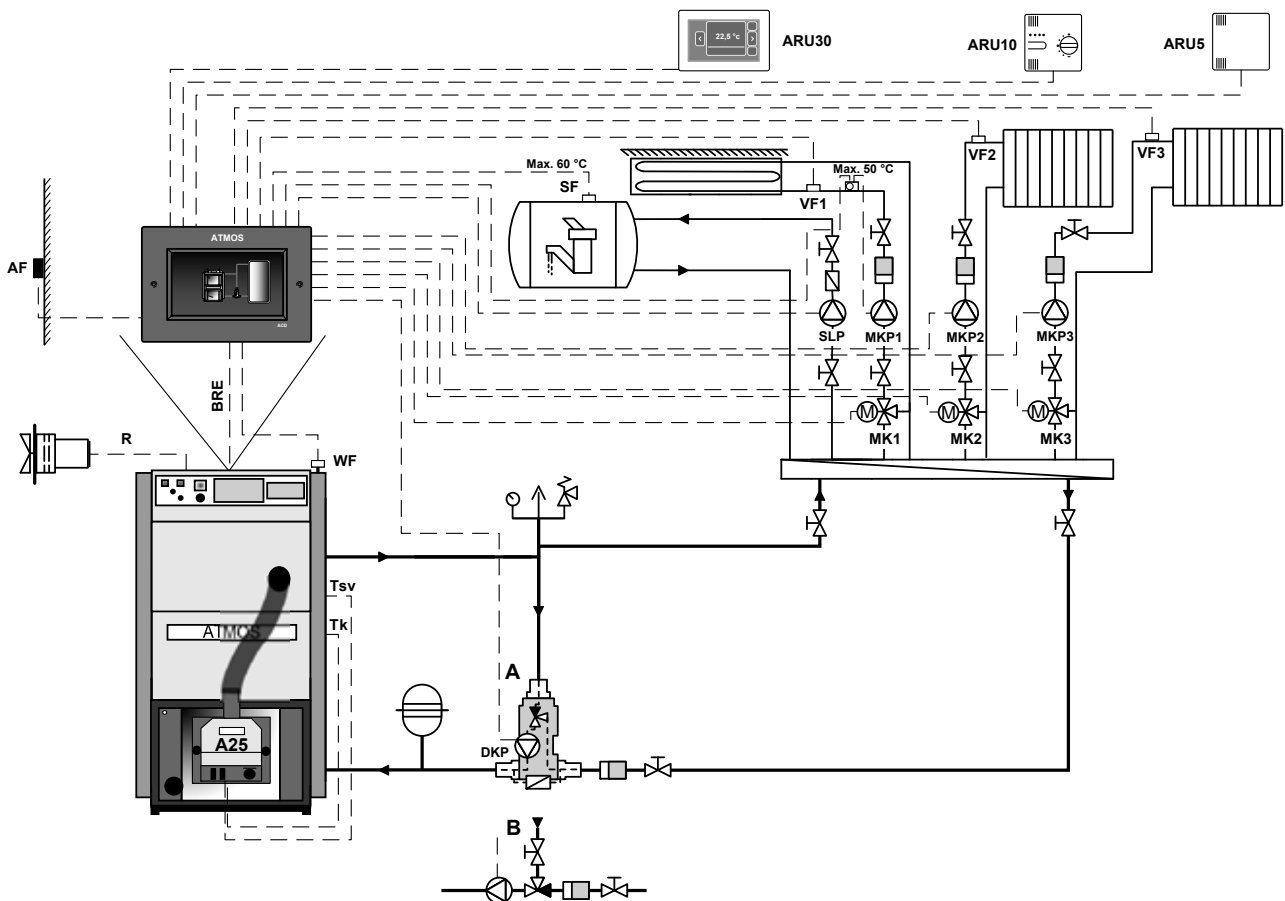 22,5 °c
ARU30
ARU10
ARU5
VF2
VF3
Max. 60 °C
Max. 50 °C
SF
VF1
ATMOS
AF
ACD
SLP
MKP1
MKP2
MKP3
BRE
M
M
M
R
WF
MK1
MK2
MK3
Tsv
Tk
ATMOS
A
A25
DKP
B